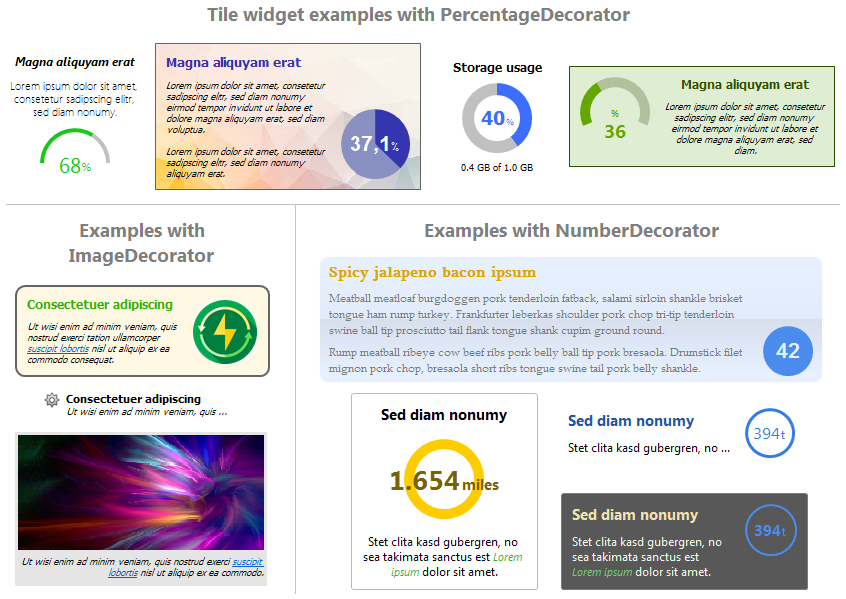 Tile widget examples with PercentageDecorator
Magna aliquyam erat
Lorem ipsum dolor sit amet,
consetetur sadipscing elitr,
sed diam nonumy.
68%
Magna aliquyam erat
Lorem ipsum dolor sit amet, consetetur
sadipscing elitr, sed diam nonumy
eirmod tempor invidunt ut labore et
dolore magna aliquyam erat, sed diam
voluptua.
Lorem ipsum dolor sit amet, consetetur
sadipscing elitr, sed diam nonumy
aliquyam erat.
37,1%
Storage usage
40%
0.4 GB of 1.0 GB
%
36
Magna aliquyam erat
Lorem ipsum dolor sit amet, consetetur
sadipscing elitr, sed diam nonumy eirmod
tempor invidunt ut labore et
dolore magna aliquyam erat, sed
diam.
Examples with
ImageDecorator
Consectetuer adipiscing
Ut wisi enim ad minim veniam, quis
nostrud exerci tation ullamcorper
suscipit lobortis nisl ut aliquip ex ea
commodo consequat.
Consectetuer adipiscing
Ut wisi enim ad minim veniam, quis ...
Ut wisi enim ad minim veniam, quis nostrud exerci suscipit
lobortis nisl ut aliquip ex ea commodo.
Examples with NumberDecorator
Spicy jalapeno bacon ipsum
Meatball meatloaf burgdoggen pork tenderloin fatback, salami sirloin shankle brisket
tongue ham rump turkey. Frankfurter leberkas shoulder pork chop tri-tip tenderloin
swine ball tip prosciutto tail flank tongue shank cupim ground round.
Rump meatball ribeye cow beef ribs pork belly ball tip pork bresaola. Drumstick filet
mignon pork chop, bresaola short ribs tongue swine tail pork belly shankle.
42
Sed diam nonumy
1.654 miles
Stet clita kasd gubergren, no
sea takimata sanctus est Lorem
ipsum dolor sit amet.
Sed diam nonumy
Stet clita kasd gubergren, no ...
394t
Sed diam nonumy
Stet clita kasd gubergren, no
sea takimata sanctus est
Lorem ipsum dolor sit amet.
394t